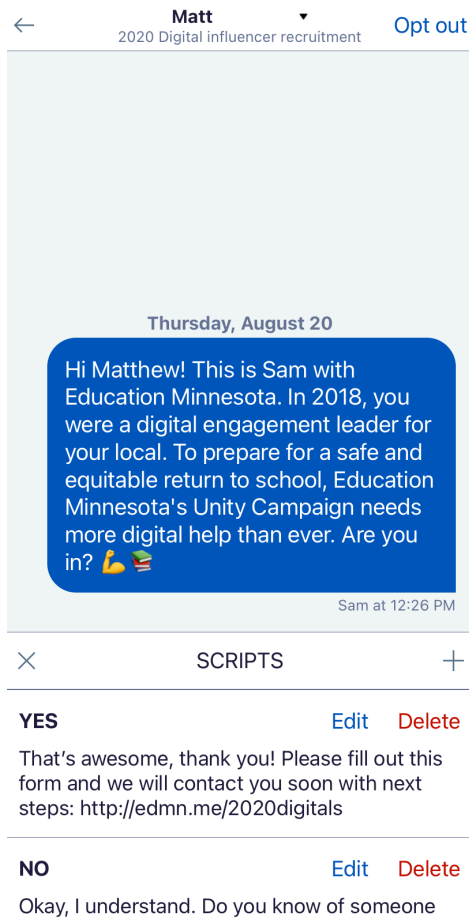 Matt
2020 Digital influencer recruitment
Opt out
Thursday, August 20
Hi Matthew! This is Sam with
Education Minnesota. In 2018, you
were a digital engagement leader for
your local. To prepare for a safe and
equitable return to school, Education
Minnesota's Unity Campaign needs
more digital help than ever. Are you
in? 💪📚
Sam at 12:26 PM
SCRIPTS
YES Edit Delete
That’s awesome, thank you! Please fill out this
form and we will contact you soon with next
steps: http://edmn.me/2020digitals
NO Edit Delete
Okay, I understand. Do you know of someone